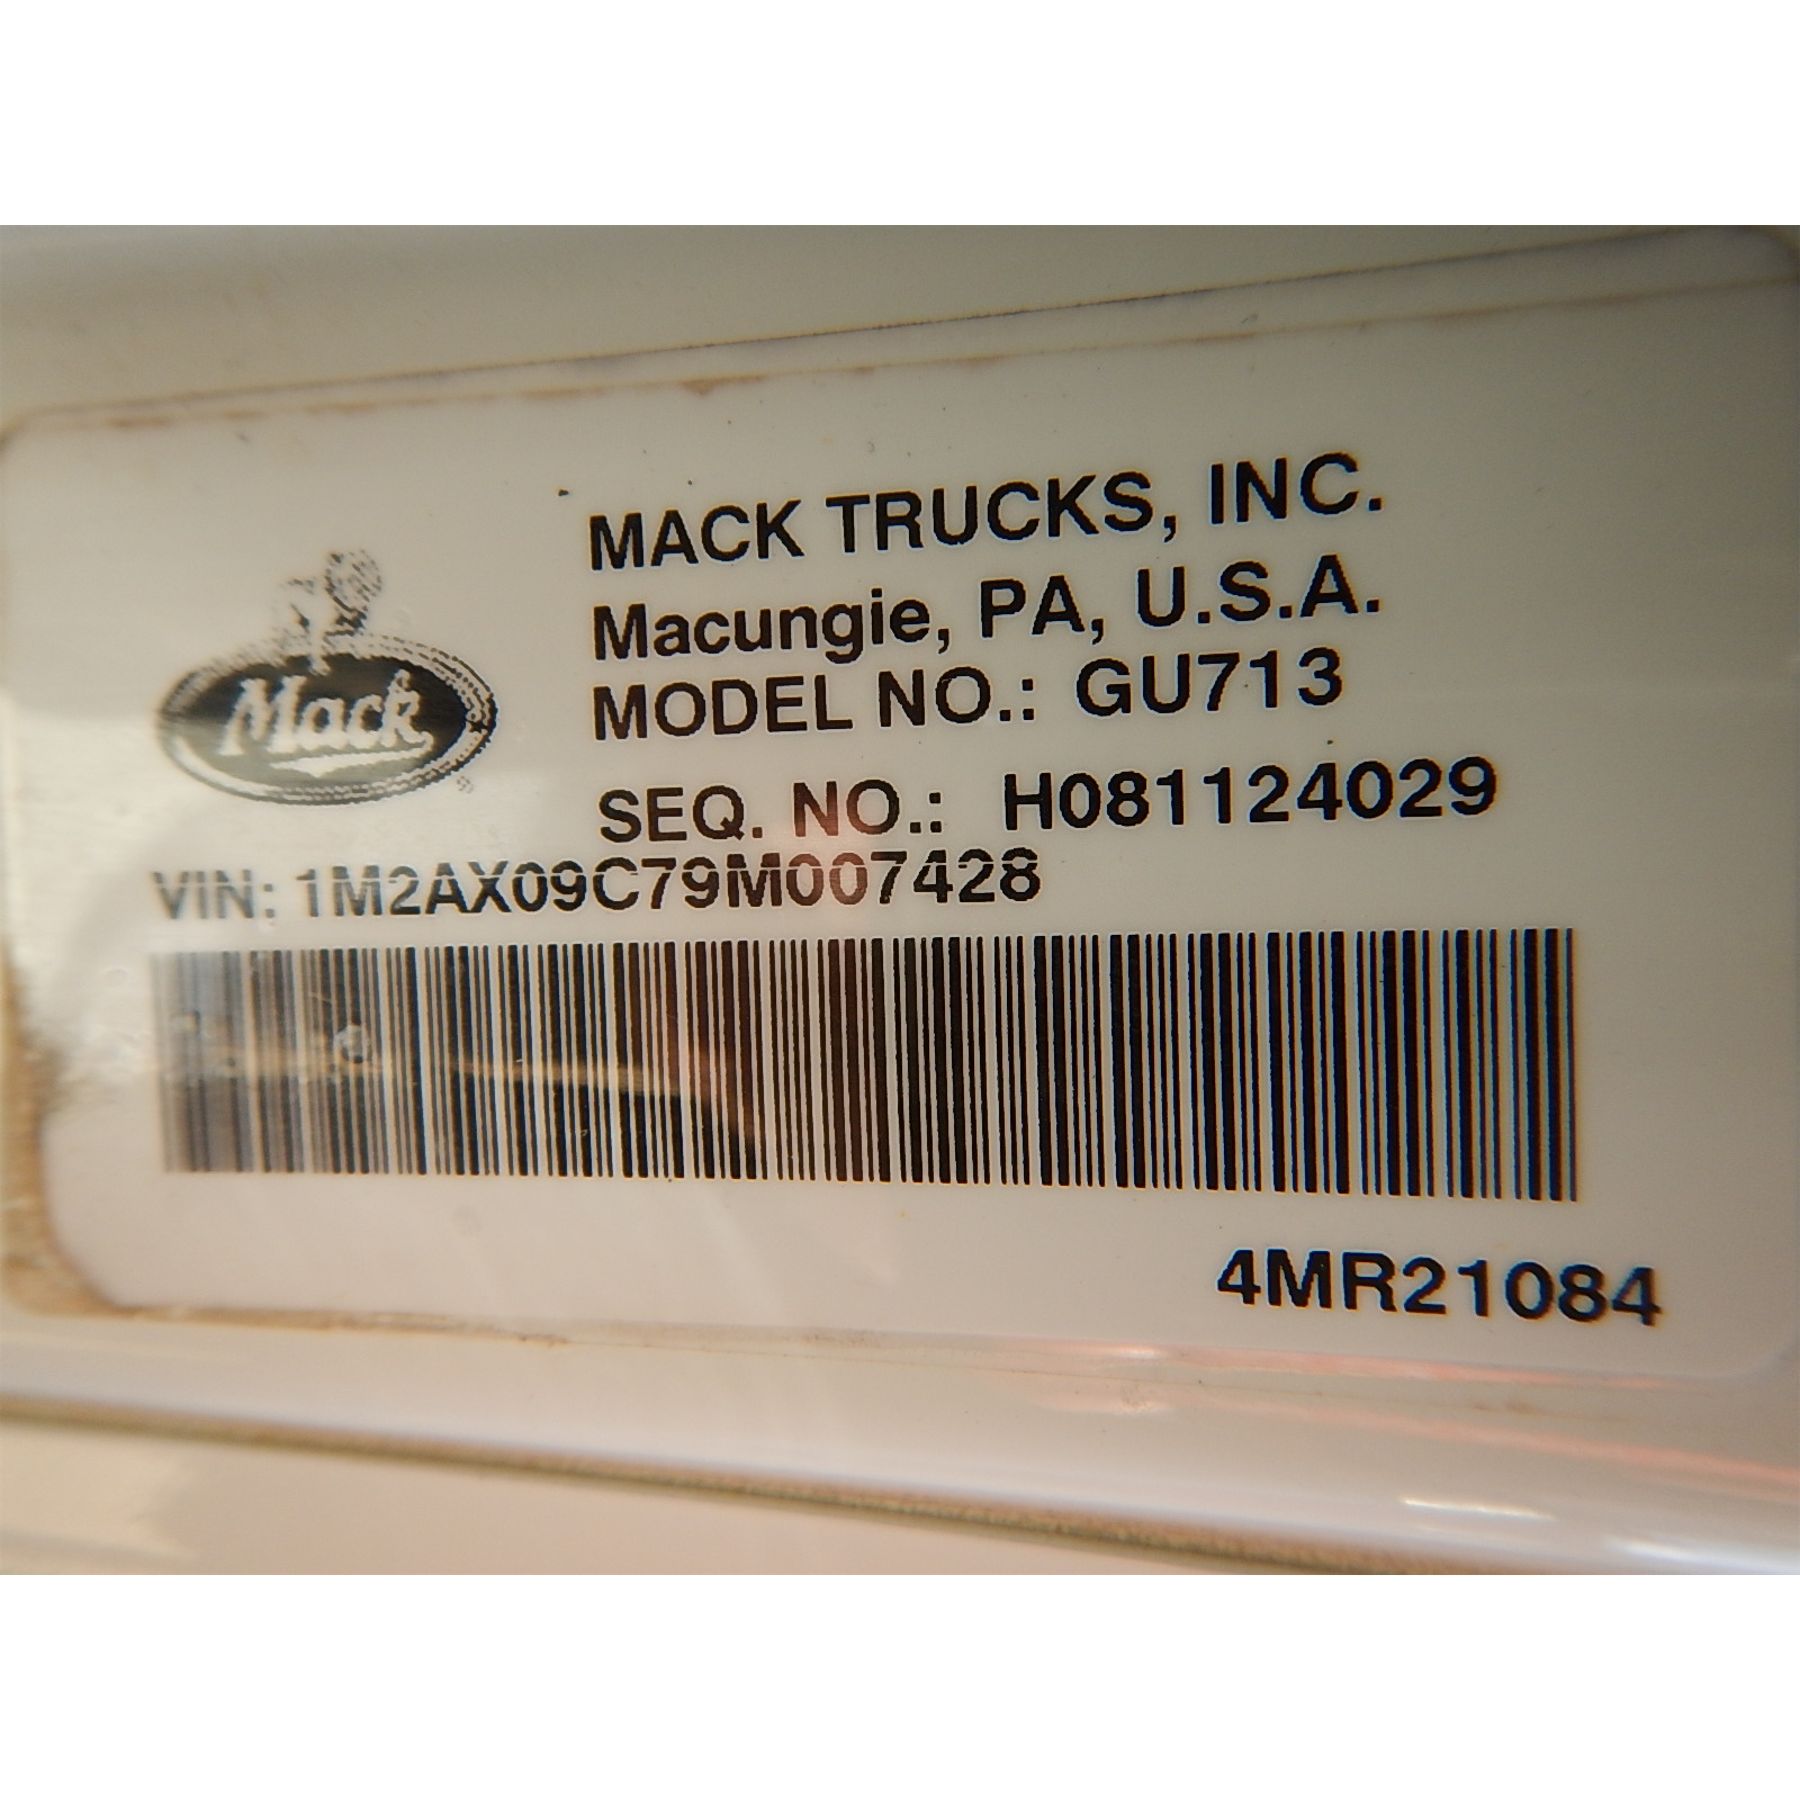 Mack
MACK TRUCKS, INC.
Macungie, PA, U.S.A.
MODEL NO.: GU713
SEQ. NO.: H081124029
VIN: 1M2AX09C79M007428
4MR21084